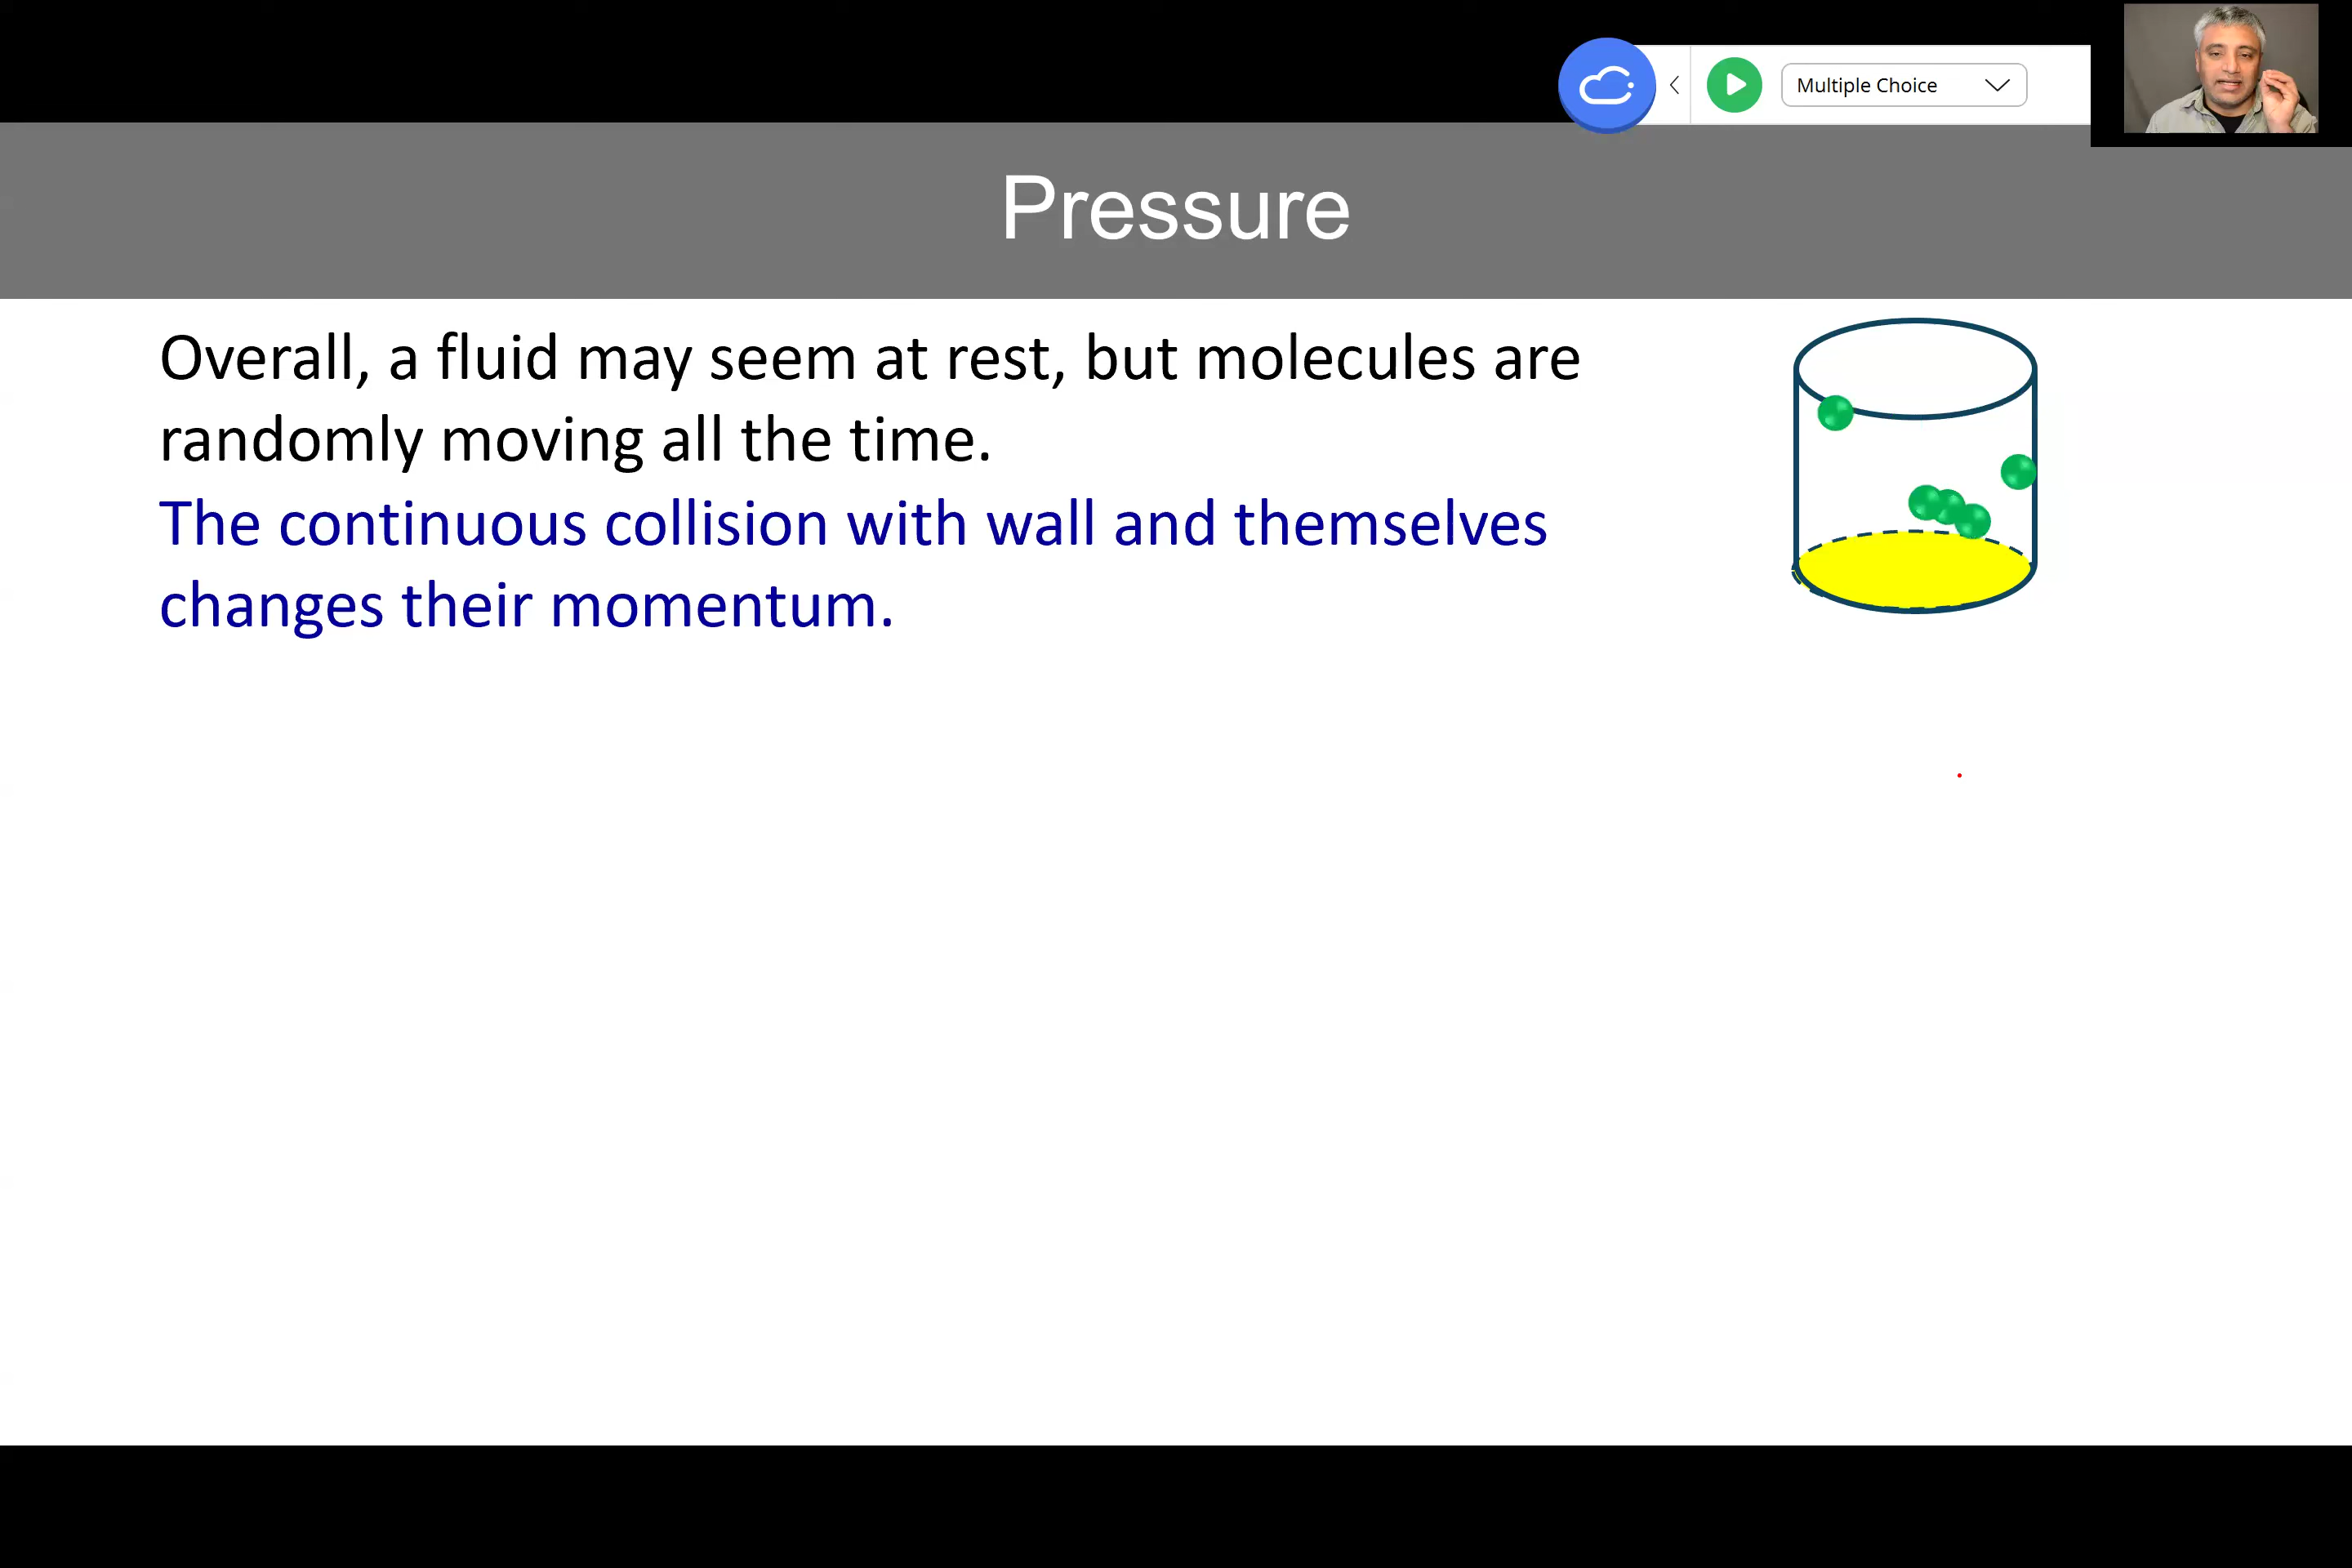 Multiple Choice
Pressure
Overall, a fluid may seem at rest, but molecules are
randomly moving all the time.
The continuous collision with wall and themselves
changes their momentum.